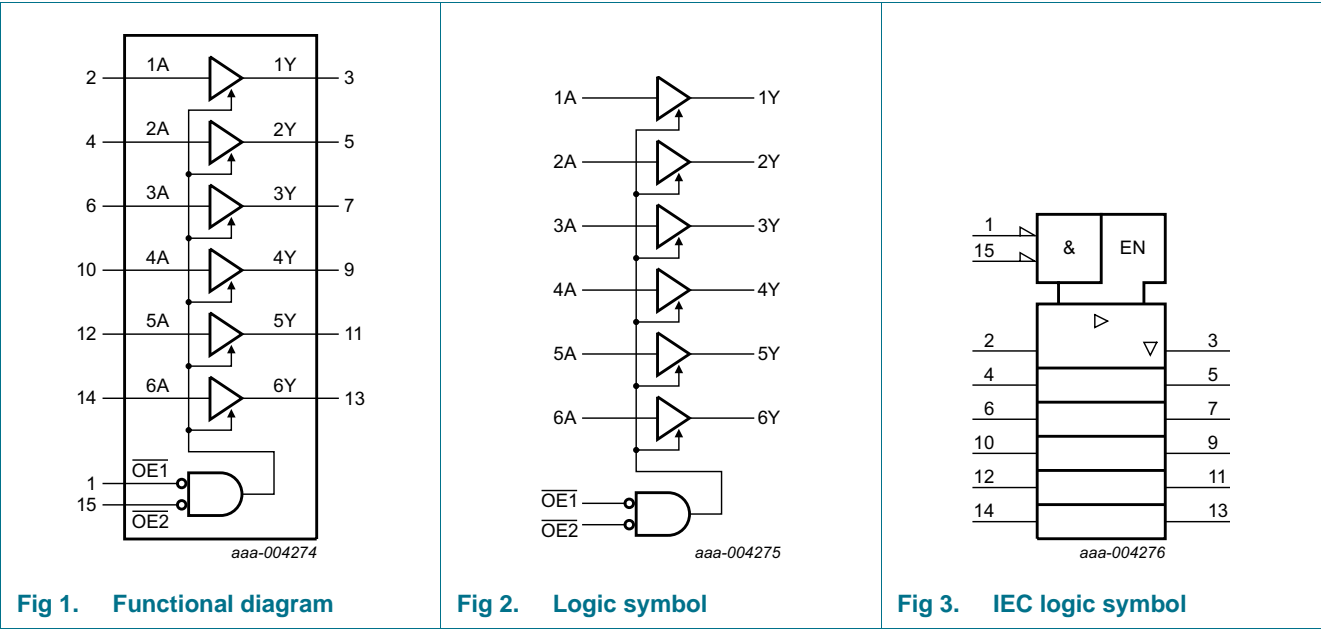 2 1A 1Y 3
4 2A 2Y 5
6 3A 3Y 7
10 4A 4Y 9
12 5A 5Y 11
14 6A 6Y 13
1 OE1
15 OE2
aaa-004274
Fig 1. Functional diagram
1A 1Y
2A 2Y
3A 3Y
4A 4Y
5A 5Y
6A 6Y
OE1
OE2
aaa-004275
Fig 2. Logic symbol
1
15
& EN
2 3
4 5
6 7
10 9
12 11
14 13
aaa-004276
Fig 3. IEC logic symbol